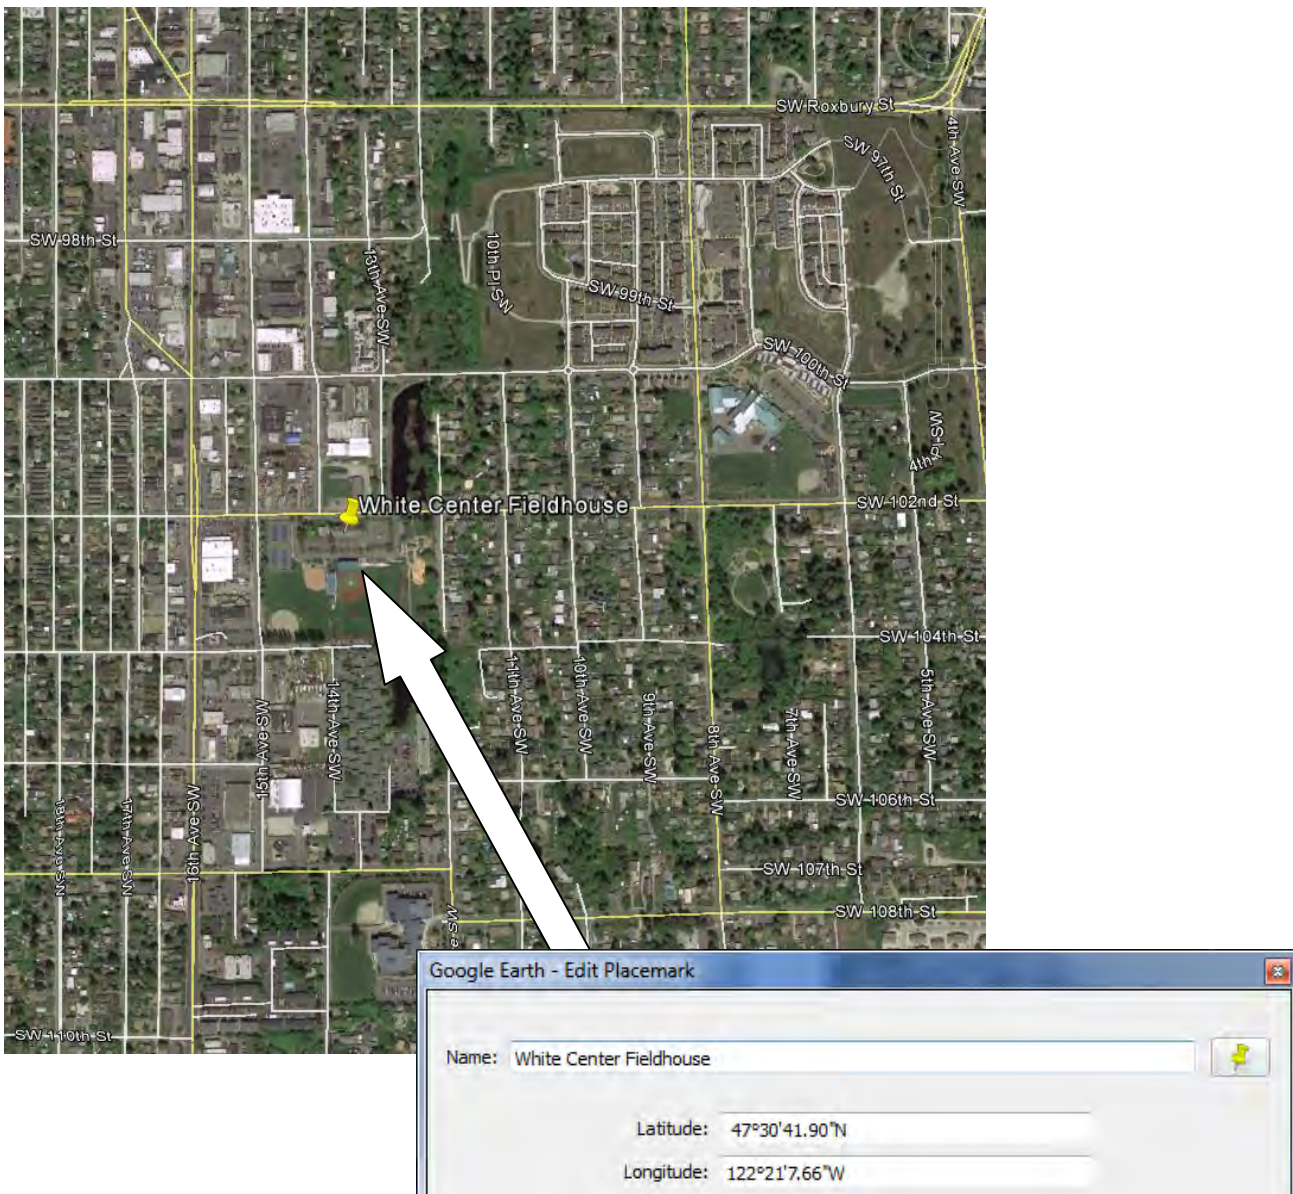 SW Roxbury St
4th Ave SW
SW 97th St
SW 98th St
13th Ave SW
10th Pl SW
SW 99th St
SW 100th St
4th Pl SW
SW 102nd St
White Center Fieldhouse
SW 104th St
11th Ave SW
10th Ave SW
9th Ave SW
8th Ave SW
7th Ave SW
5th Ave SW
14th Ave SW
15th Ave SW
16th Ave SW
17th Ave SW
18th Ave SW
SW 106th St
SW 107th St
SW 108th St
e SW
SW 110th St
Google Earth - Edit Placemark
Name: White Center Fieldhouse
Latitude: 47°30'41.90"N
Longitude: 122°21'7.66"W